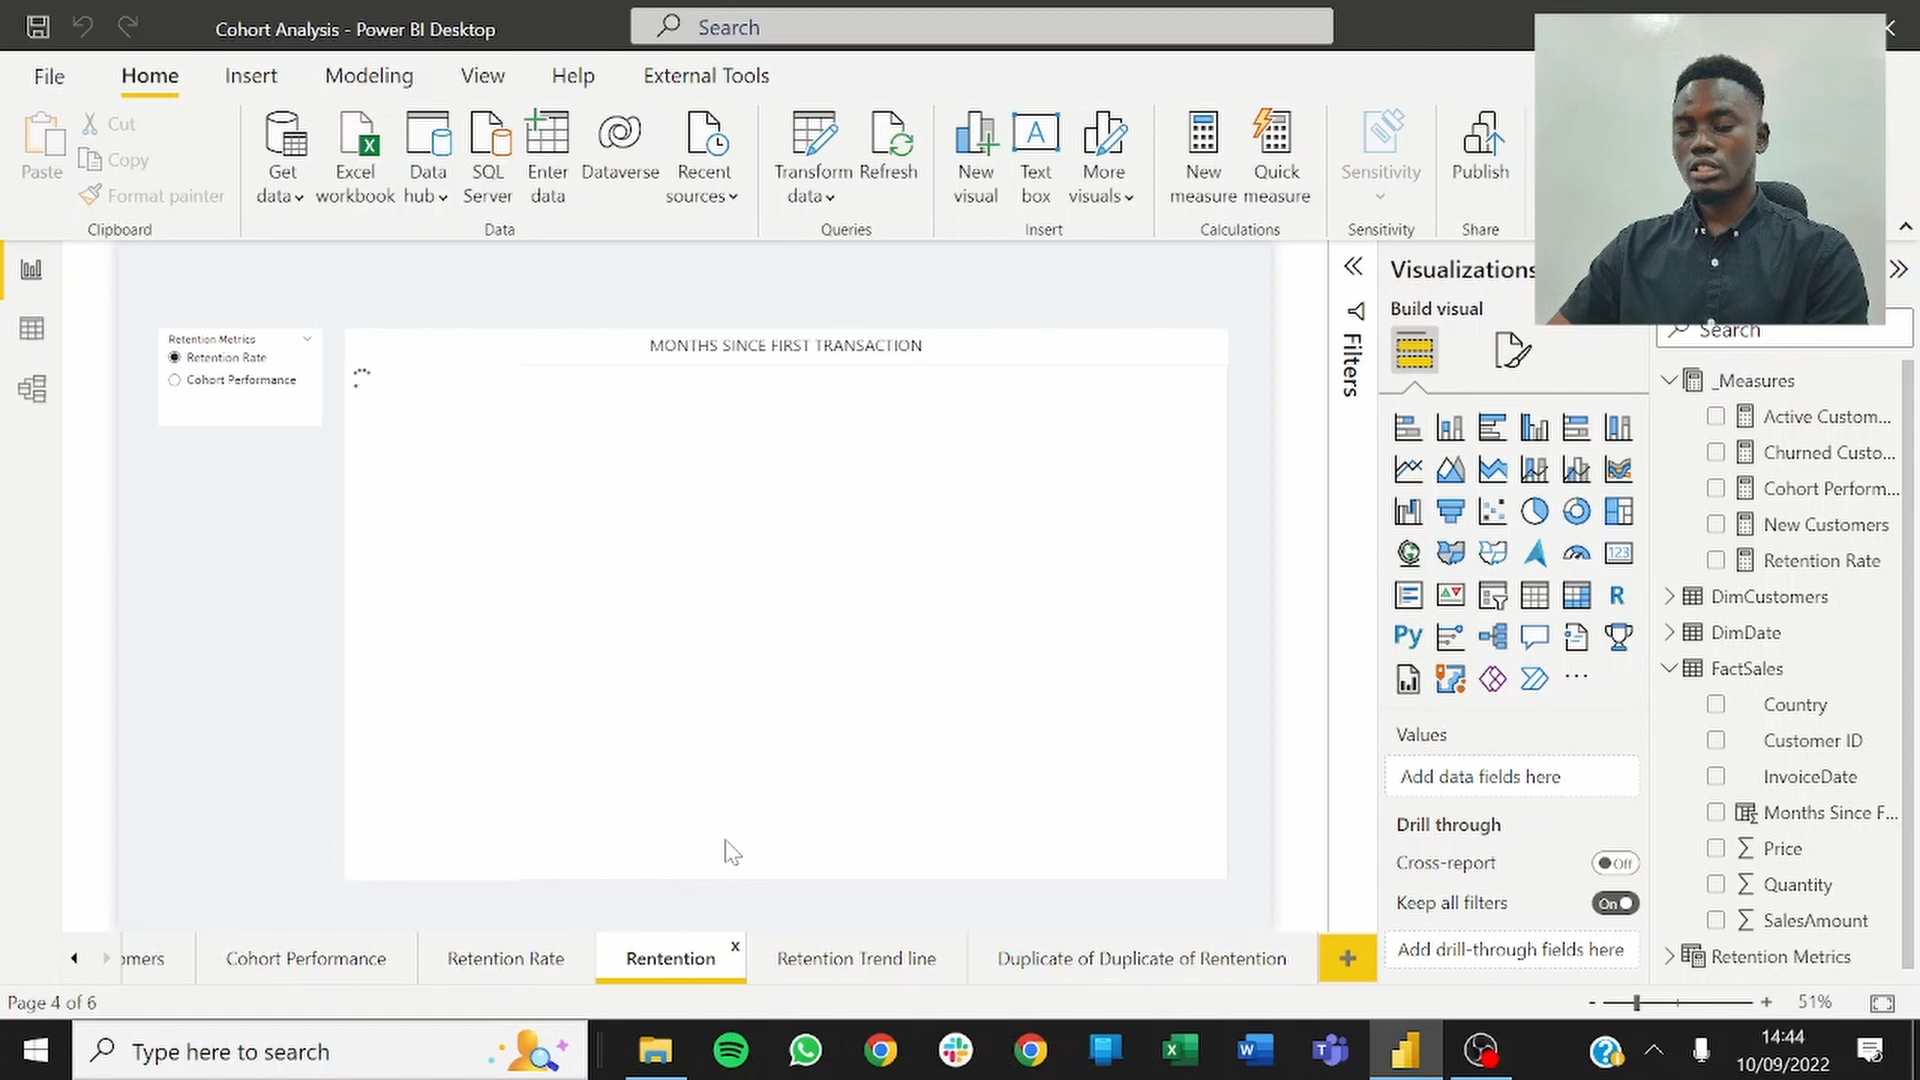 Cohort Analysis - Power BI Desktop
Search
File
Home
Insert
Modeling
View
Help
External Tools
Paste
Cut
Copy
Format painter
Clipboard
Get data
Excel workbook
Data hub
SQL Server
Enter data
Dataverse
Recent sources
Data
Transform data
Refresh
Queries
New visual
Text box
More visuals
Insert
New measure
Quick measure
Calculations
Sensitivity
Sensitivity
Publish
Share
Retention Metrics
Retention Rate
Cohort Performance
MONTHS SINCE FIRST TRANSACTION
Filters
Visualizations
Build visual
123
R
Py
Values
Add data fields here
Drill through
Cross-report
Off
Keep all filters
On
Add drill-through fields here
Search
_Measures
Active Custom...
Churned Custo...
Cohort Perform...
New Customers
Retention Rate
DimCustomers
DimDate
FactSales
Country
Customer ID
InvoiceDate
Months Since F...
Price
Quantity
SalesAmount
Retention Metrics
omers
Cohort Performance
Retention Rate
Rentention
x
Retention Trend line
Duplicate of Duplicate of Rentention
Page 4 of 6
51%
Type here to search
14:44
10/09/2022